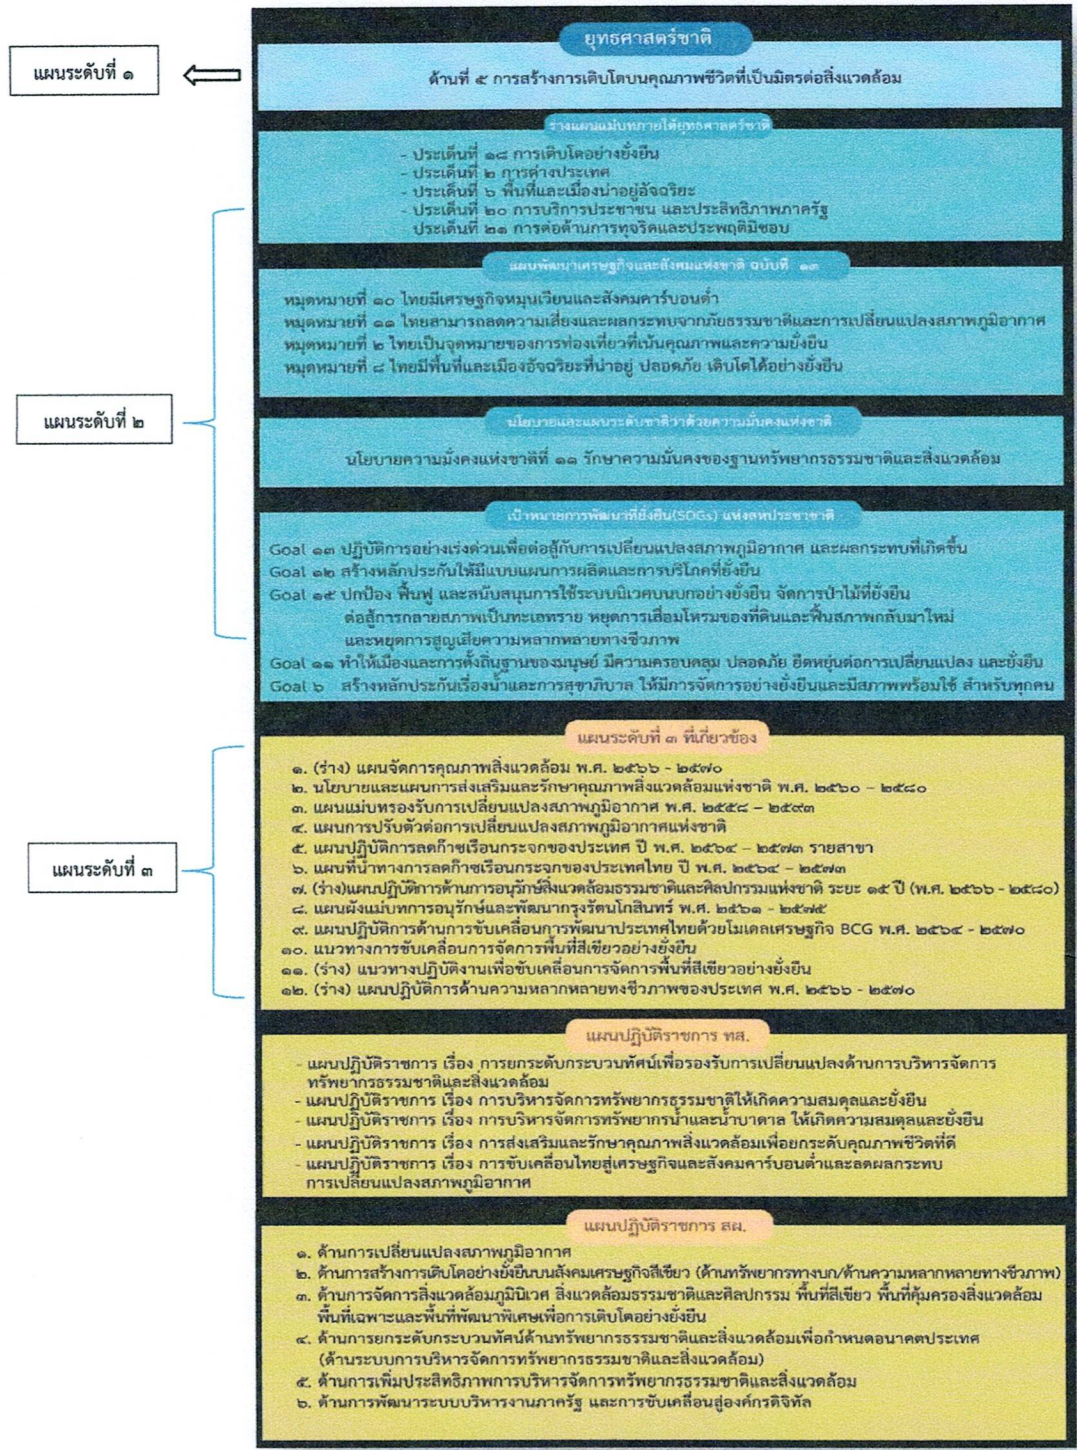 แผนระดับที่ ๑
ยุทธศาสตร์ชาติ
ด้านที่ ๕ การสร้างการเติบโตบนคุณภาพชีวิตที่เป็นมิตรต่อสิ่งแวดล้อม
แผนระดับที่ ๒
ร่างแผนแม่บทภายใต้ยุทธศาสตร์ชาติ
- ประเด็นที่ ๑๘ การเติบโตอย่างยั่งยืน
- ประเด็นที่ ๒ การต่างประเทศ
- ประเด็นที่ ๖ พื้นที่และเมืองน่าอยู่อัจฉริยะ
- ประเด็นที่ ๒๐ การบริการประชาชน และประสิทธิภาพภาครัฐ
- ประเด็นที่ ๒๑ การต่อต้านการทุจริตและประพฤติมิชอบ
แผนพัฒนาเศรษฐกิจและสังคมแห่งชาติ ฉบับที่ ๑๓
หมุดหมายที่ ๑๐ ไทยมีเศรษฐกิจหมุนเวียนและสังคมคาร์บอนต่ำ
หมุดหมายที่ ๑๑ ไทยสามารถลดความเสี่ยงและผลกระทบจากภัยธรรมชาติและการเปลี่ยนแปลงสภาพภูมิอากาศ
หมุดหมายที่ ๒ ไทยเป็นจุดหมายของการท่องเที่ยวที่เน้นคุณภาพและความยั่งยืน
หมุดหมายที่ ๘ ไทยมีพื้นที่และเมืองอัจฉริยะที่น่าอยู่ ปลอดภัย เติบโตได้อย่างยั่งยืน
นโยบายและแผนระดับชาติว่าด้วยความมั่นคงแห่งชาติ
นโยบายความมั่งคงแห่งชาติที่ ๑๑ รักษาความมั่นคงของฐานทรัพยากรธรรมชาติและสิ่งแวดล้อม
เป้าหมายการพัฒนาที่ยั่งยืน(SDGs) แห่งสหประชาชาติ
Goal ๑๓ ปฏิบัติการอย่างเร่งด่วนเพื่อต่อสู้กับการเปลี่ยนแปลงสภาพภูมิอากาศ และผลกระทบที่เกิดขึ้น
Goal ๑๒ สร้างหลักประกันให้มีแบบแผนการผลิตและการบริโภคที่ยั่งยืน
Goal ๑๕ ปกป้อง ฟื้นฟู และสนับสนุนการใช้ระบบนิเวศบนบกอย่างยั่งยืน จัดการป่าไม้ที่ยั่งยืน
ต่อสู้การกลายสภาพเป็นทะเลทราย หยุดการเสื่อมโทรมของที่ดินและฟื้นสภาพกลับมาใหม่
และหยุดการสูญเสียความหลากหลายทางชีวภาพ
Goal ๑๑ ทำให้เมืองและการตั้งถิ่นฐานของมนุษย์ มีความครอบคลุม ปลอดภัย ยืดหยุ่นต่อการเปลี่ยนแปลง และยั่งยืน
Goal ๖ สร้างหลักประกันเรื่องน้ำและการสุขาภิบาล ให้มีการจัดการอย่างยั่งยืนและมีสภาพพร้อมใช้ สำหรับทุกคน
แผนระดับที่ ๓
แผนระดับที่ ๓ ที่เกี่ยวข้อง
๑. (ร่าง) แผนจัดการคุณภาพสิ่งแวดล้อม พ.ศ. ๒๕๖๖ - ๒๕๗๐
๒. นโยบายและแผนการส่งเสริมและรักษาคุณภาพสิ่งแวดล้อมแห่งชาติ พ.ศ. ๒๕๖๐ – ๒๕๘๐
๓. แผนแม่บทรองรับการเปลี่ยนแปลงสภาพภูมิอากาศ พ.ศ. ๒๕๕๘ – ๒๕๙๓
๔. แผนการปรับตัวต่อการเปลี่ยนแปลงสภาพภูมิอากาศแห่งชาติ
๕. แผนปฏิบัติการลดก๊าซเรือนกระจกของประเทศ ปี พ.ศ. ๒๕๖๔ – ๒๕๗๓ รายสาขา
๖. แผนที่นำทางการลดก๊าซเรือนกระจกของประเทศไทย ปี พ.ศ. ๒๕๖๔ – ๒๕๗๓
๗. (ร่าง)แผนปฏิบัติการด้านการอนุรักษ์สิ่งแวดล้อมธรรมชาติและศิลปกรรมแห่งชาติ ระยะ ๑๕ ปี (พ.ศ. ๒๕๖๖ - ๒๕๘๐)
๘. แผนผังแม่บทการอนุรักษ์และพัฒนากรุงรัตนโกสินทร์ พ.ศ. ๒๕๖๑ - ๒๕๗๕
๙. แผนปฏิบัติการด้านการขับเคลื่อนการพัฒนาประเทศไทยด้วยโมเดลเศรษฐกิจ BCG พ.ศ. ๒๕๖๔ - ๒๕๗๐
๑๐. แนวทางการขับเคลื่อนการจัดการพื้นที่สีเขียวอย่างยั่งยืน
๑๑. (ร่าง) แนวทางปฏิบัติงานเพื่อขับเคลื่อนการจัดการพื้นที่สีเขียวอย่างยั่งยืน
๑๒. (ร่าง) แผนปฏิบัติการด้านความหลากหลายทงชีวภาพของประเทศ พ.ศ. ๒๕๖๖ - ๒๕๗๐
แผนปฏิบัติราชการ ทส.
- แผนปฏิบัติราชการ เรื่อง การยกระดับกระบวนทัศน์เพื่อรองรับการเปลี่ยนแปลงด้านการบริหารจัดการ
ทรัพยากรธรรมชาติและสิ่งแวดล้อม
- แผนปฏิบัติราชการ เรื่อง การบริหารจัดการทรัพยากรธรรมชาติให้เกิดความสมดุลและยั่งยืน
- แผนปฏิบัติราชการ เรื่อง การบริหารจัดการทรัพยากรน้ำและน้ำบาดาล ให้เกิดความสมดุลและยั่งยืน
- แผนปฏิบัติราชการ เรื่อง การส่งเสริมและรักษาคุณภาพสิ่งแวดล้อมเพื่อยกระดับคุณภาพชีวิตที่ดี
- แผนปฏิบัติราชการ เรื่อง การขับเคลื่อนไทยสู่เศรษฐกิจและสังคมคาร์บอนต่ำและลดผลกระทบ
การเปลี่ยนแปลงสภาพภูมิอากาศ
แผนปฏิบัติราชการ สผ.
๑. ด้านการเปลี่ยนแปลงสภาพภูมิอากาศ
๒. ด้านการสร้างการเติบโตอย่างยั่งยืนบนสังคมเศรษฐกิจสีเขียว (ด้านทรัพยากรทางบก/ด้านความหลากหลายทางชีวภาพ)
๓. ด้านการจัดการสิ่งแวดล้อมภูมินิเวศ สิ่งแวดล้อมธรรมชาติและศิลปกรรม พื้นที่สีเขียว พื้นที่คุ้มครองสิ่งแวดล้อม
พื้นที่เฉพาะและพื้นที่พัฒนาพิเศษเพื่อการเติบโตอย่างยั่งยืน
๔. ด้านการยกระดับกระบวนทัศน์ด้านทรัพยากรธรรมชาติและสิ่งแวดล้อมเพื่อกำหนดอนาคตประเทศ
(ด้านระบบการบริหารจัดการทรัพยากรธรรมชาติและสิ่งแวดล้อม)
๕. ด้านการเพิ่มประสิทธิภาพการบริหารจัดการทรัพยากรธรรมชาติและสิ่งแวดล้อม
๖. ด้านการพัฒนาระบบบริหารงานภาครัฐ และการขับเคลื่อนสู่องค์กรดิจิทัล